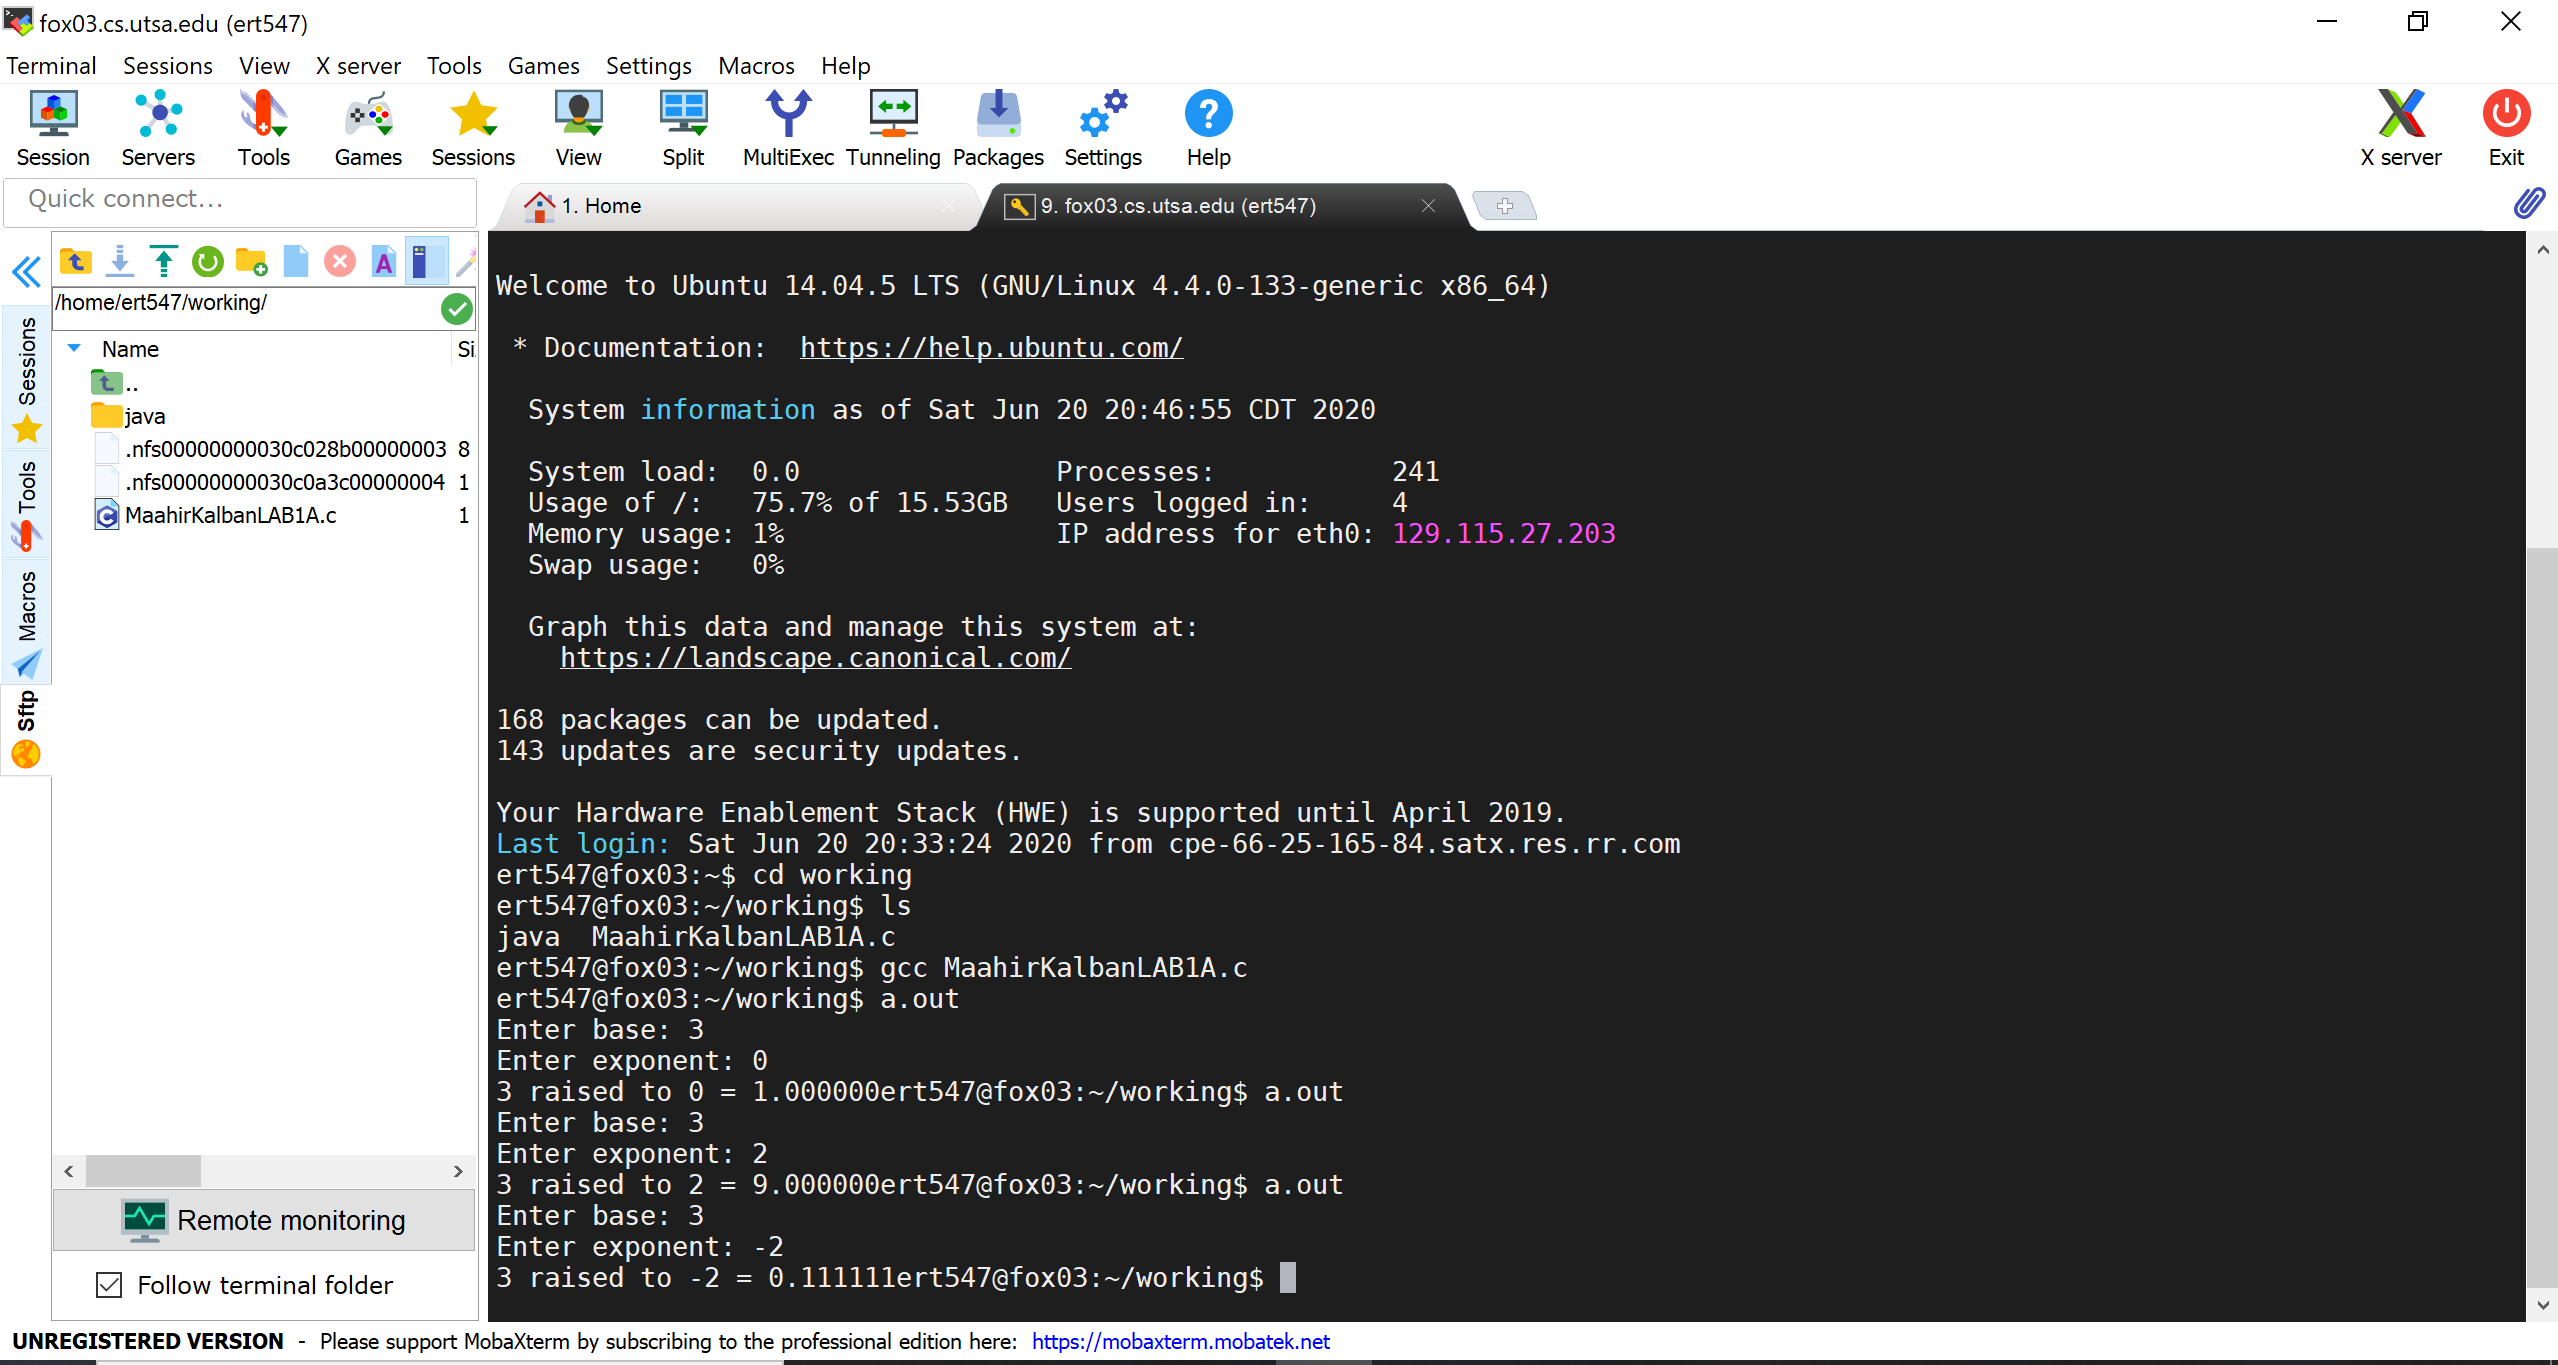 fox03.cs.utsa.edu (ert547)
Terminal Sessions View X server Tools Games Settings Macros Help
Session Servers Tools Games Sessions View Split MultiExec Tunneling Packages Settings Help X server Exit
Quick connect...
1. Home
9. fox03.cs.utsa.edu (ert547)
/home/ert547/working/
Name Si
..
java
.nfs00000000030c028b00000003 8
.nfs00000000030c0a3c00000004 1
MaahirKalbanLAB1A.c 1
Sessions
Tools
Macros
Sftp
Remote monitoring
Follow terminal folder
Welcome to Ubuntu 14.04.5 LTS (GNU/Linux 4.4.0-133-generic x86_64)
* Documentation: https://help.ubuntu.com/
System information as of Sat Jun 20 20:46:55 CDT 2020
System load: 0.0 Processes: 241
Usage of /: 75.7% of 15.53GB Users logged in: 4
Memory usage: 1% IP address for eth0: 129.115.27.203
Swap usage: 0%
Graph this data and manage this system at:
https://landscape.canonical.com/
168 packages can be updated.
143 updates are security updates.
Your Hardware Enablement Stack (HWE) is supported until April 2019.
Last login: Sat Jun 20 20:33:24 2020 from cpe-66-25-165-84.satx.res.rr.com
ert547@fox03:~$ cd working
ert547@fox03:~/working$ ls
java MaahirKalbanLAB1A.c
ert547@fox03:~/working$ gcc MaahirKalbanLAB1A.c
ert547@fox03:~/working$ a.out
Enter base: 3
Enter exponent: 0
3 raised to 0 = 1.000000ert547@fox03:~/working$ a.out
Enter base: 3
Enter exponent: 2
3 raised to 2 = 9.000000ert547@fox03:~/working$ a.out
Enter base: 3
Enter exponent: -2
3 raised to -2 = 0.111111ert547@fox03:~/working$
UNREGISTERED VERSION - Please support MobaXterm by subscribing to the professional edition here: https://mobaxterm.mobatek.net